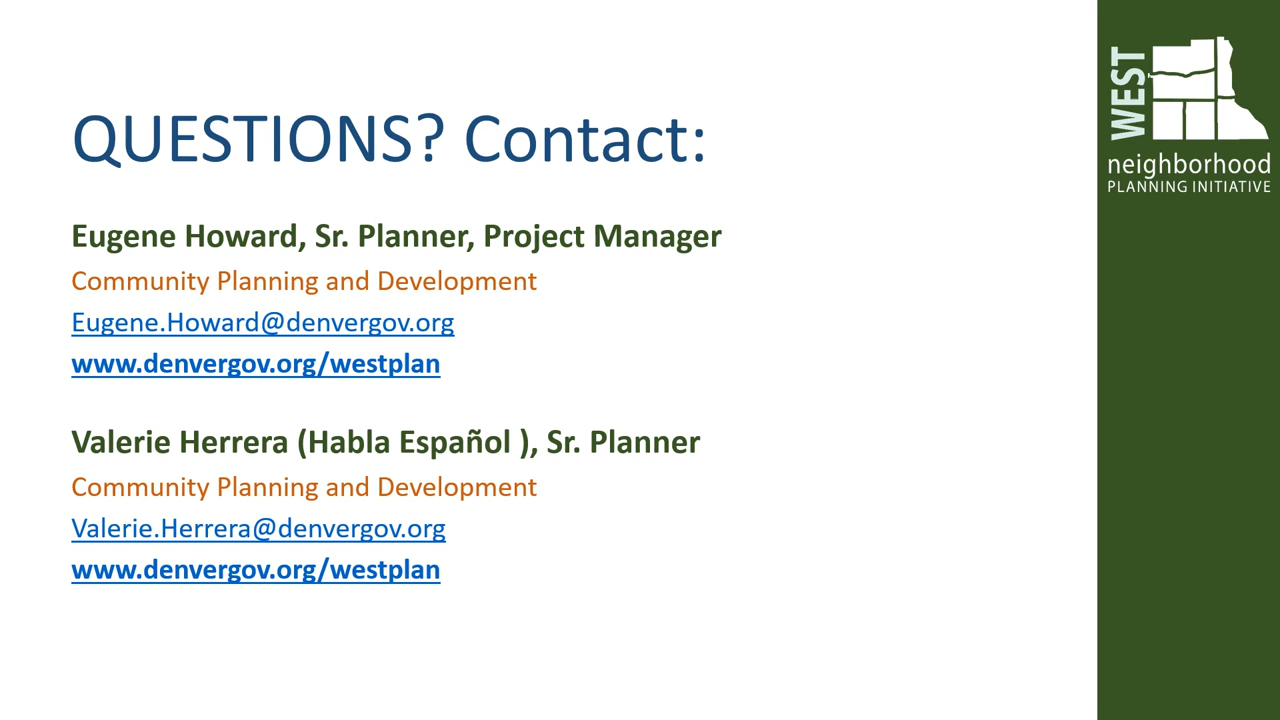 QUESTIONS? Contact:
Eugene Howard, Sr. Planner, Project Manager
Community Planning and Development
Eugene.Howard@denvergov.org
www.denvergov.org/westplan
Valerie Herrera (Habla Español ), Sr. Planner
Community Planning and Development
Valerie.Herrera@denvergov.org
www.denvergov.org/westplan
WEST
neighborhood
PLANNING INITIATIVE